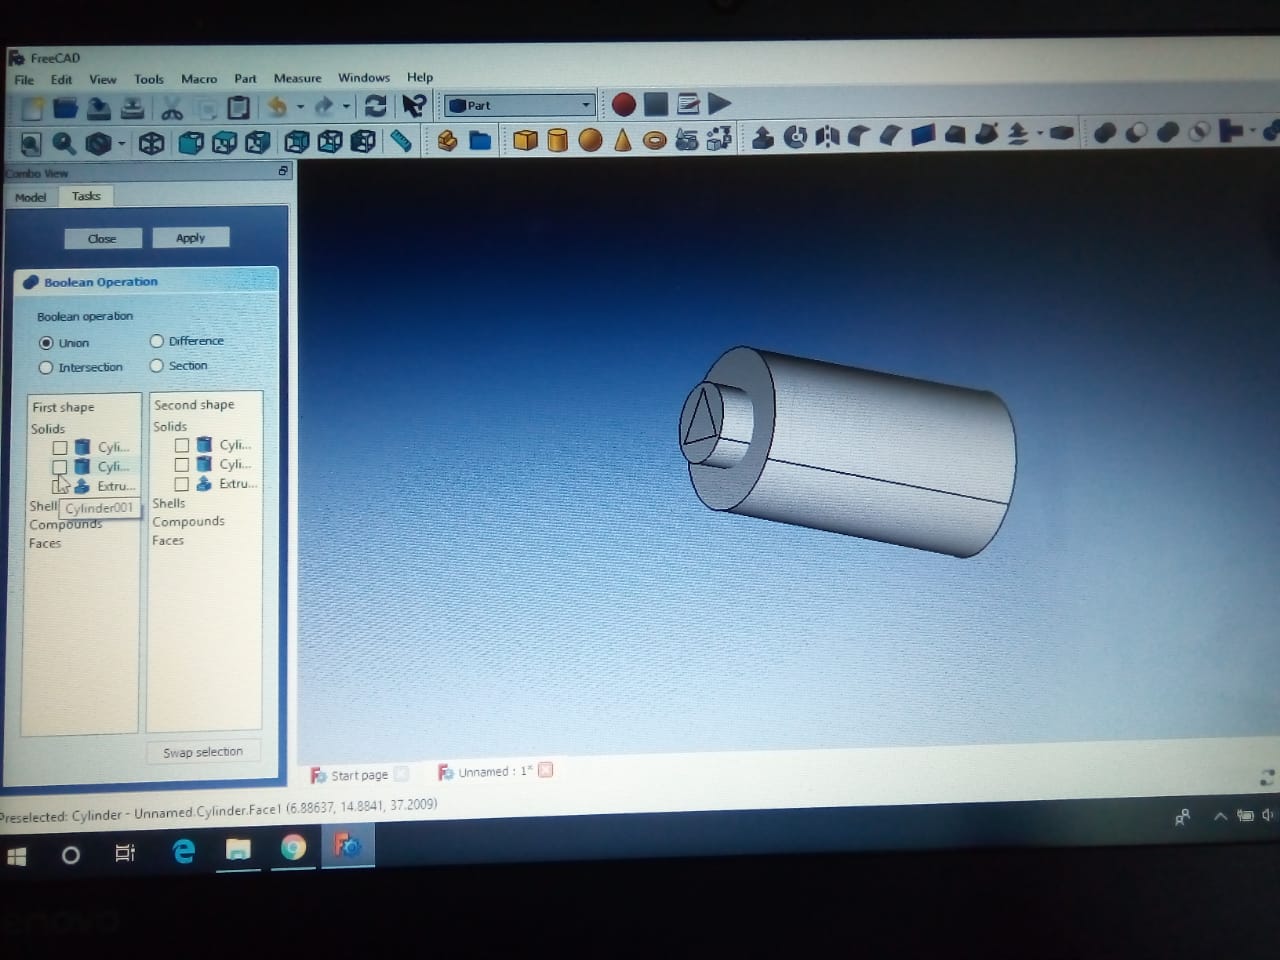 FreeCAD
File Edit View Tools Macro Part Measure Windows Help
Part
Combo View
Model Tasks
Close Apply
Boolean Operation
Boolean operation
Union Difference
Intersection Section
First shape Second shape
Solids Solids
Cyli... Cyli...
Cyli... Cyli...
Extru... Extru...
Shell Shells
Cylinder001
Compounds Compounds
Faces Faces
Swap selection
Start page Unnamed : 1*
Preselected: Cylinder - Unnamed.Cylinder.Face1 (6.88637, 14.8841, 37.2009)
enovo